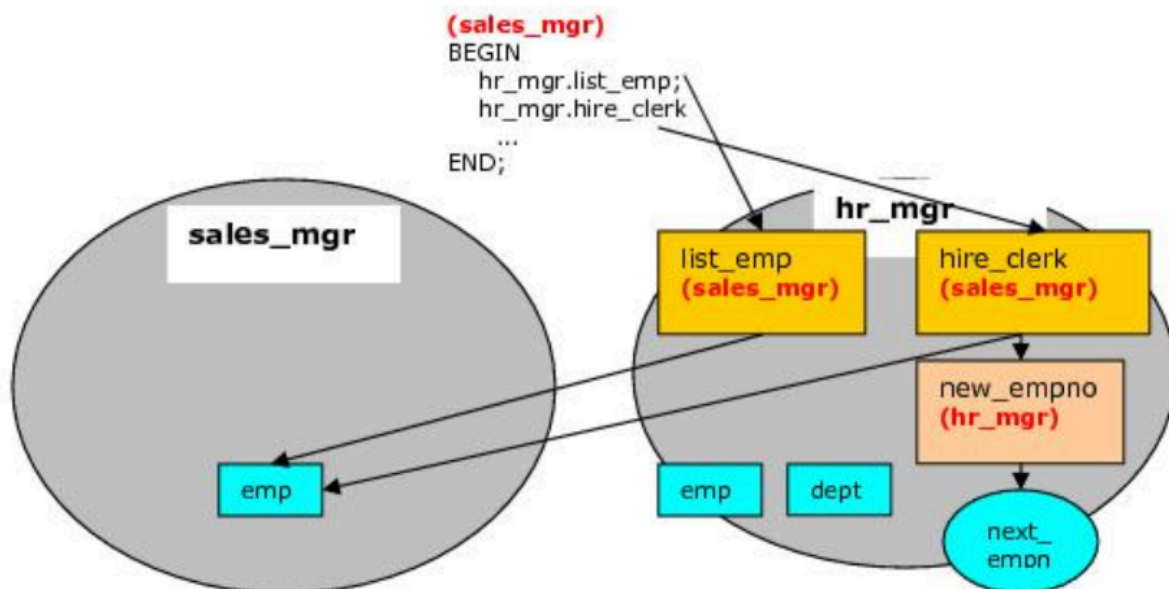 (sales_mgr)
BEGIN
hr_mgr.list_emp;
hr_mgr.hire_clerk
...
END;
sales_mgr
hr_mgr
list_emp
(sales_mgr)
hire_clerk
(sales_mgr)
new_empno
(hr_mgr)
emp
emp
dept
next_
empn